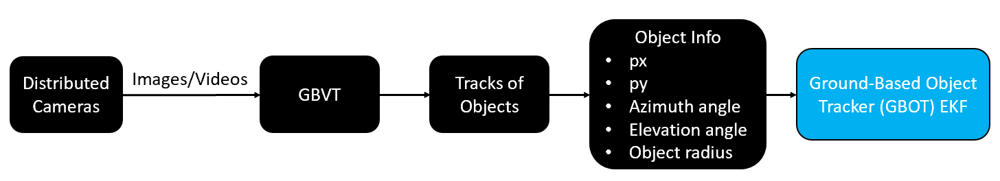 Distributed
Cameras
Images/Videos
GBVT
Tracks of
Objects
Object Info
• px
• py
• Azimuth angle
• Elevation angle
• Object radius
Ground-Based Object
Tracker (GBOT) EKF